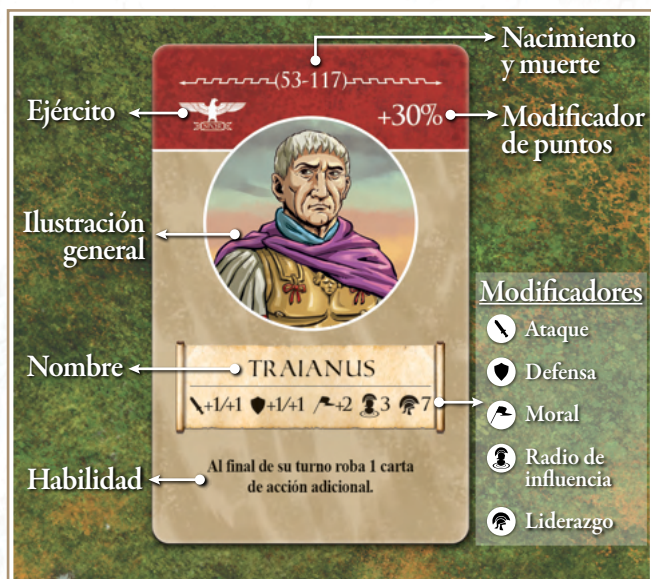 Nacimiento
y muerte
(53-117)
Ejército
+30%
Modificador
de puntos
Ilustración
general
Modificadores
Ataque
Defensa
Moral
Radio de
influencia
Liderazgo
Nombre
TRAIANUS
+1/+1 +1/+1 +2 3 7
Habilidad
Al final de su turno roba 1 carta
de acción adicional.